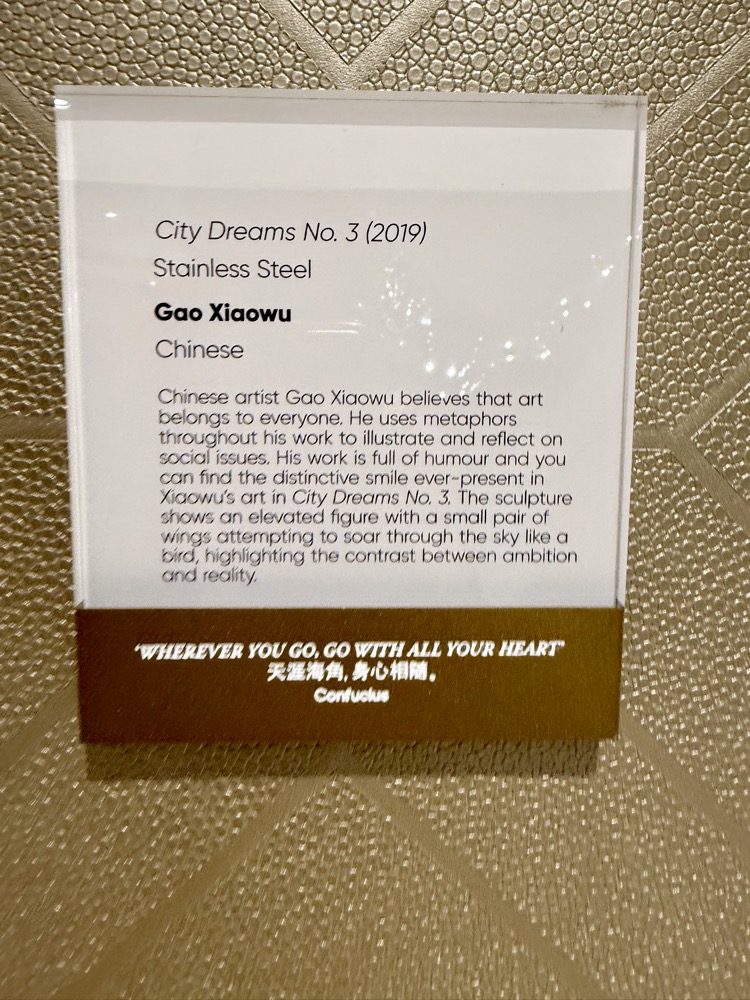 City Dreams No. 3 (2019)
Stainless Steel
Gao Xiaowu
Chinese
Chinese artist Gao Xiaowu believes that art
belongs to everyone. He uses metaphors
throughout his work to illustrate and reflect on
social issues. His work is full of humour and you
can find the distinctive smile ever-present in
Xiaowu's art in City Dreams No. 3. The sculpture
shows an elevated figure with a small pair of
wings attempting to soar through the sky like a
bird, highlighting the contrast between ambition
and reality.
'WHEREVER YOU GO, GO WITH ALL YOUR HEART'
天涯海角，身心相随。
Confucius